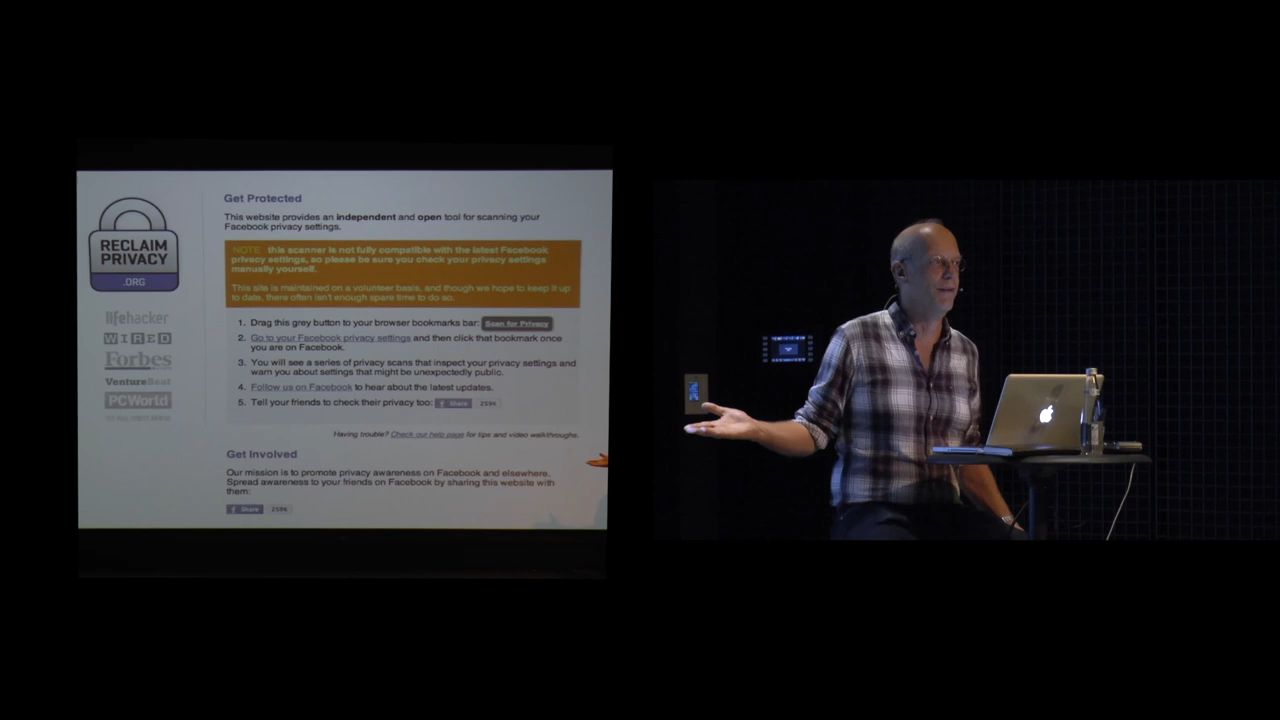 RECLAIM
PRIVACY
.ORG
lifehacker
WIRED
Forbes
VentureBeat
PCWorld
Get Protected
This website provides an independent and open tool for scanning your
Facebook privacy settings.
NOTE this scanner is not fully compatible with the latest Facebook
privacy settings, so please be sure you check your privacy settings
manually yourself.
This site is maintained on a volunteer basis, and though we hope to keep it up
to date, there often isn't enough spare time to do so.
1. Drag this grey button to your browser bookmarks bar: Scan for Privacy
2. Go to your Facebook privacy settings and then click that bookmark once
you are on Facebook.
3. You will see a series of privacy scans that inspect your privacy settings and
warn you about settings that might be unexpectedly public.
4. Follow us on Facebook to hear about the latest updates.
5. Tell your friends to check their privacy too: f Share 259K
Having trouble? Check our help page for tips and video walkthroughs.
Get Involved
Our mission is to promote privacy awareness on Facebook and elsewhere.
Spread awareness to your friends on Facebook by sharing this website with
them:
f Share 259K